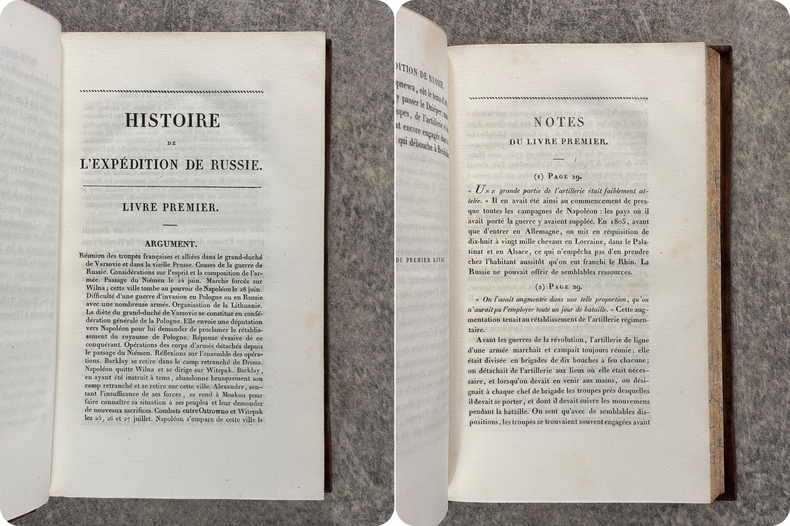 HISTOIRE
DE
L'EXPÉDITION DE RUSSIE.
LIVRE PREMIER.
ARGUMENT.
Réunion des troupes françaises et alliées dans le grand-duché
de Varsovie et dans la vieille Prusse. Causes de la guerre de
Russie. Considérations sur l'esprit et la composition de l'ar-
mée. Passage du Niémen le 24 juin. Marche forcée sur
Wilna; cette ville tombe au pouvoir de Napoléon le 28 juin.
Difficulté d'une guerre d'invasion en Pologne ou en Russie
avec une nombreuse armée. Organisation de la Lithuanie.
La diète du grand-duché de Varsovie se constitue en confé-
dération générale de la Pologne. Elle envoie une députation
vers Napoléon pour lui demander de proclamer le rétablis-
sement du royaume de Pologne. Réponse évasive de ce
conquérant. Opérations des corps d'armée détachés depuis
le passage du Niémen. Réflexions sur l'ensemble des opéra-
tions. Barklay se retire dans le camp retranché de Drissa.
Napoléon quitte Wilna et se dirige sur Witepsk. Barklay,
en ayant été instruit à tems, abandonne brusquement son
camp retranché et se retire sur cette ville. Alexandre, sen-
tant l'insuffisance de ses forces, se rend à Moskou pour
faire connaître sa situation à ses peuples et leur demander
de nouveaux sacrifices. Combats entre Ostrowno et Witepsk
les 25, 26 et 27 juillet. Napoléon s'empare de cette ville le
DITION DE RUSSIE.
y passer le Dniéper,
de l'artillerie
encore engagés dans
qui débouche à
DU PREMIER LIVRE.
NOTES
DU LIVRE PREMIER.
(1) PAGE 29.
« UNE grande partie de l'artillerie était faiblement at-
telée. » Il en avait été ainsi au commencement de pres-
que toutes les campagnes de Napoléon: les pays où il
avait porté la guerre y avaient suppléé. En 1805, avant
que d'entrer en Allemagne, on mit en réquisition de
dix-huit à vingt mille chevaux en Lorraine, dans le Pala-
tinat et en Alsace, ce qui n'empêcha pas d'en prendre
chez l'habitant aussitôt qu'on eut franchi le Rhin. La
Russie ne pouvait offrir de semblables ressources.
(2) PAGE 29.
« On l'avait augmentée dans une telle proportion, qu'on
n'aurait pu l'employer toute un jour de bataille. » Cette aug-
mentation tenait au rétablissement de l'artillerie régimen-
taire.
Avant les guerres de la révolution, l'artillerie de ligne
d'une armée marchait et campait toujours réunie; elle
était divisée en brigades de dix bouches à feu chacune;
on détachait de l'artillerie aux lieux où elle était néces-
saire, et lorsqu'on devait en venir aux mains, on dési-
gnait à chaque chef de brigade les troupes près desquelles
il devait se porter, et dont il devait suivre les mouvemens
pendant la bataille. On sent qu'avec de semblables dis-
positions, les troupes se trouvaient souvent engagées avant